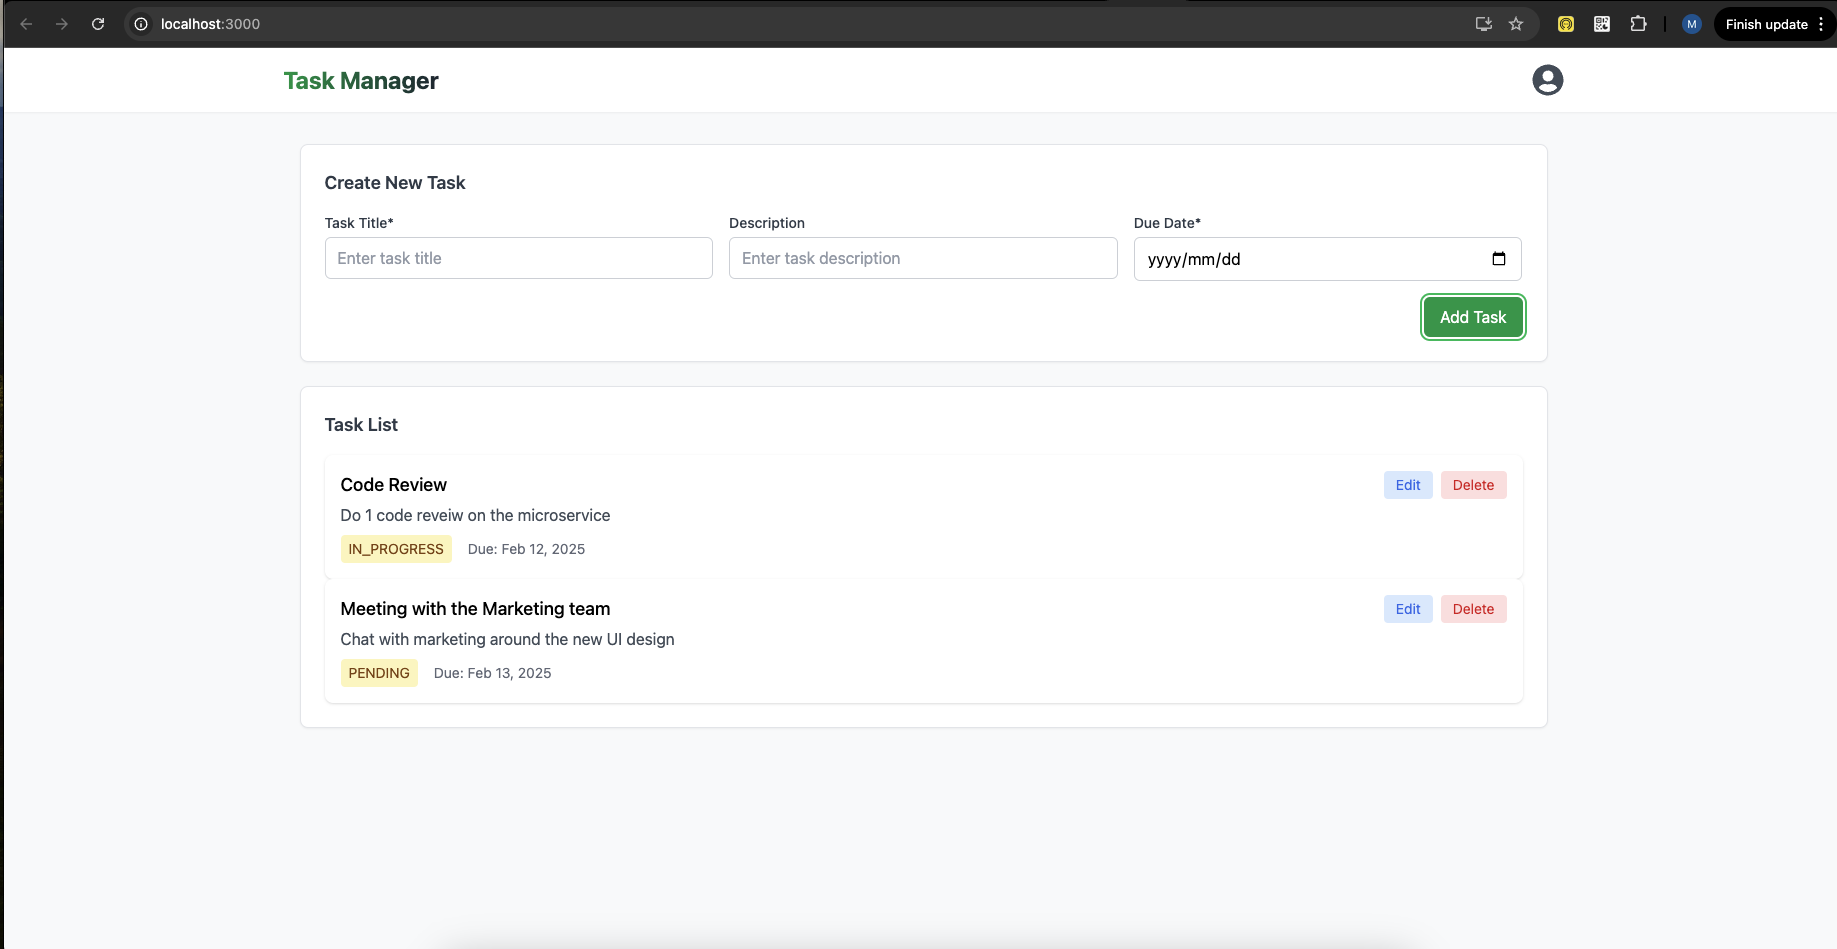 localhost:3000
M
Finish update
Task Manager
Create New Task
Task Title*
Description
Due Date*
Enter task title
Enter task description
yyyy/mm/dd
Add Task
Task List
Code Review
Edit
Delete
Do 1 code reveiw on the microservice
IN_PROGRESS
Due: Feb 12, 2025
Meeting with the Marketing team
Edit
Delete
Chat with marketing around the new UI design
PENDING
Due: Feb 13, 2025